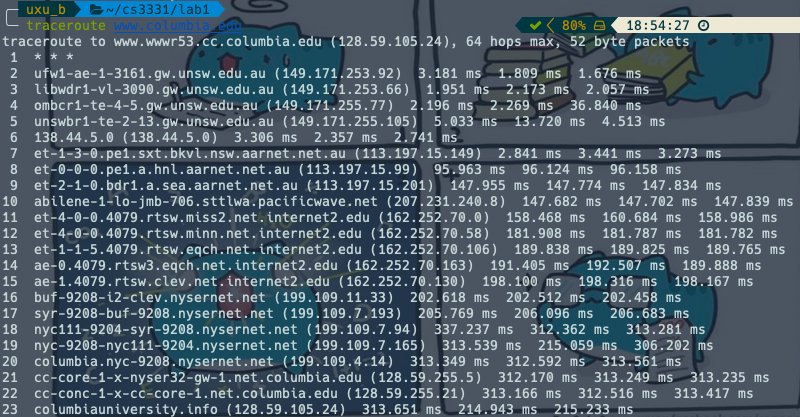 uxu_b ~/cs3331/lab1
traceroute www.columbia.edu 80% 18:54:27
traceroute to www.wwwr53.cc.columbia.edu (128.59.105.24), 64 hops max, 52 byte packets
1 * * *
2 ufw1-ae-1-3161.gw.unsw.edu.au (149.171.253.92) 3.181 ms 1.809 ms 1.676 ms
3 libwdr1-vl-3090.gw.unsw.edu.au (149.171.253.66) 1.951 ms 2.173 ms 2.057 ms
4 ombcr1-te-4-5.gw.unsw.edu.au (149.171.255.77) 2.196 ms 2.269 ms 36.840 ms
5 unswbr1-te-2-13.gw.unsw.edu.au (149.171.255.105) 5.033 ms 13.720 ms 4.513 ms
6 138.44.5.0 (138.44.5.0) 3.306 ms 2.357 ms 2.741 ms
7 et-1-3-0.pe1.sxt.bkvl.nsw.aarnet.net.au (113.197.15.149) 2.841 ms 3.441 ms 3.273 ms
8 et-0-0-0.pe1.a.hnl.aarnet.net.au (113.197.15.99) 95.963 ms 96.124 ms 96.158 ms
9 et-2-1-0.bdr1.a.sea.aarnet.net.au (113.197.15.201) 147.955 ms 147.774 ms 147.834 ms
10 abilene-1-lo-jmb-706.sttlwa.pacificwave.net (207.231.240.8) 147.682 ms 147.702 ms 147.839 ms
11 et-4-0-0.4079.rtsw.miss2.net.internet2.edu (162.252.70.0) 158.468 ms 160.684 ms 158.986 ms
12 et-4-0-0.4079.rtsw.minn.net.internet2.edu (162.252.70.58) 181.908 ms 181.787 ms 181.782 ms
13 et-1-1-5.4079.rtsw.eqch.net.internet2.edu (162.252.70.106) 189.838 ms 189.825 ms 189.765 ms
14 ae-0.4079.rtsw3.eqch.net.internet2.edu (162.252.70.163) 191.405 ms 192.507 ms 189.888 ms
15 ae-1.4079.rtsw.clev.net.internet2.edu (162.252.70.130) 198.100 ms 198.316 ms 198.167 ms
16 buf-9208-i2-clev.nysernet.net (199.109.11.33) 202.618 ms 202.512 ms 202.458 ms
17 syr-9208-buf-9208.nysernet.net (199.109.7.193) 205.769 ms 206.096 ms 206.683 ms
18 nyc111-9204-syr-9208.nysernet.net (199.109.7.94) 337.237 ms 312.362 ms 313.281 ms
19 nyc-9208-nyc111-9204.nysernet.net (199.109.7.165) 313.539 ms 215.059 ms 306.202 ms
20 columbia.nyc-9208.nysernet.net (199.109.4.14) 313.349 ms 312.592 ms 313.561 ms
21 cc-core-1-x-nyser32-gw-1.net.columbia.edu (128.59.255.5) 312.170 ms 313.249 ms 313.235 ms
22 cc-conc-1-x-cc-core-1.net.columbia.edu (128.59.255.21) 313.166 ms 312.516 ms 313.417 ms
23 columbiauniversity.info (128.59.105.24) 313.651 ms 214.943 ms 215.233 ms